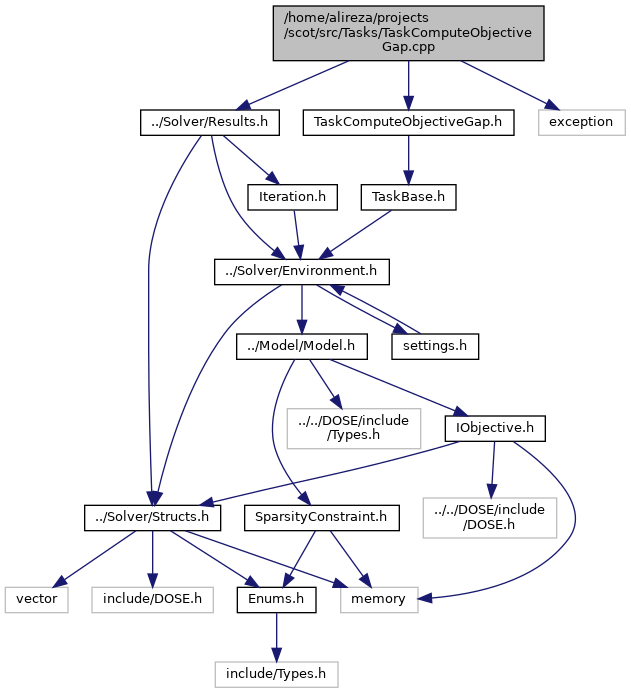 /home/alireza/projects
/scot/src/Tasks/TaskComputeObjective
Gap.cpp
../Solver/Results.h
TaskComputeObjectiveGap.h
exception
Iteration.h
TaskBase.h
../Solver/Environment.h
../Model/Model.h
settings.h
../../DOSE/include
/Types.h
IObjective.h
../Solver/Structs.h
SparsityConstraint.h
../../DOSE/include
/DOSE.h
vector
include/DOSE.h
Enums.h
memory
include/Types.h